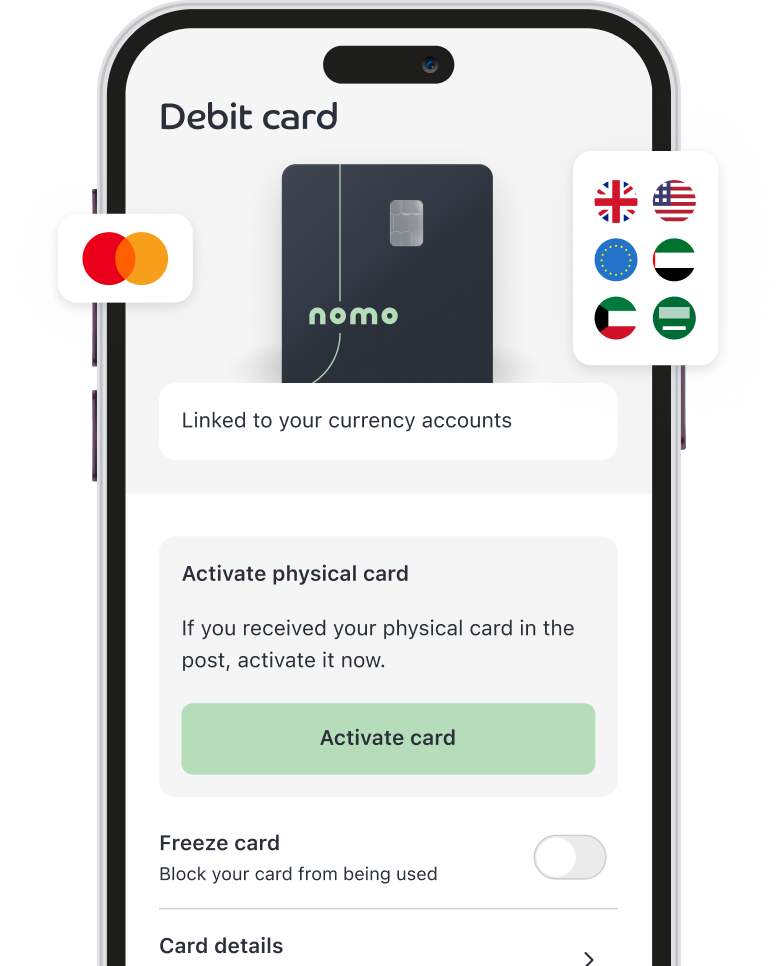 Debit card
nomo
Linked to your currency accounts
Activate physical card
If you received your physical card in the
post, activate it now.
Activate card
Freeze card
Block your card from being used
Card details